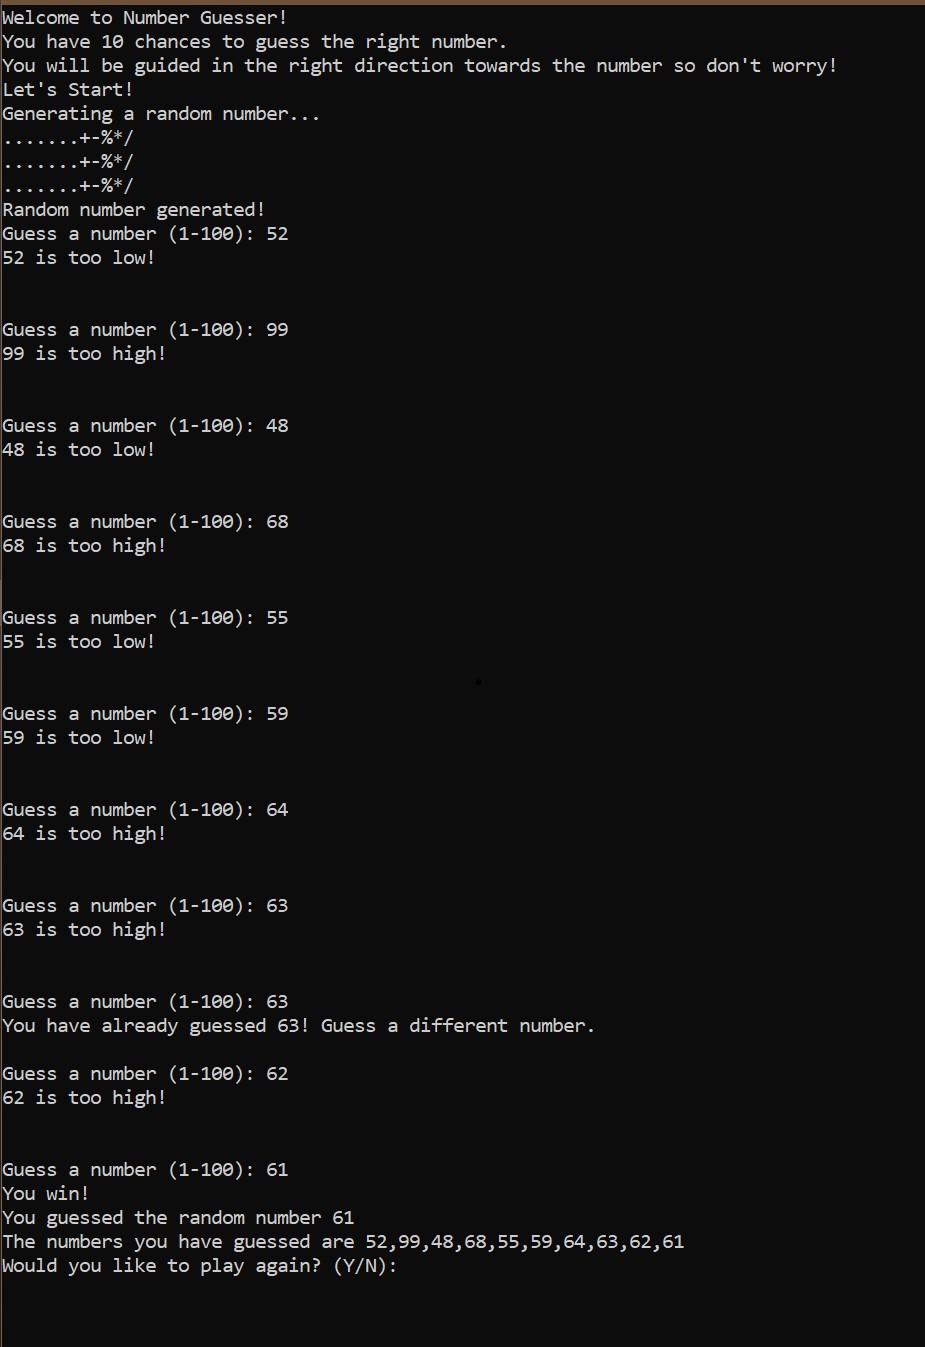 Welcome to Number Guesser!
You have 10 chances to guess the right number.
You will be guided in the right direction towards the number so don't worry!
Let's Start!
Generating a random number...
.......+-%*/
.......+-%*/
.......+-%*/
Random number generated!
Guess a number (1-100): 52
52 is too low!
Guess a number (1-100): 99
99 is too high!
Guess a number (1-100): 48
48 is too low!
Guess a number (1-100): 68
68 is too high!
Guess a number (1-100): 55
55 is too low!
Guess a number (1-100): 59
59 is too low!
Guess a number (1-100): 64
64 is too high!
Guess a number (1-100): 63
63 is too high!
Guess a number (1-100): 63
You have already guessed 63! Guess a different number.
Guess a number (1-100): 62
62 is too high!
Guess a number (1-100): 61
You win!
You guessed the random number 61
The numbers you have guessed are 52,99,48,68,55,59,64,63,62,61
Would you like to play again? (Y/N):